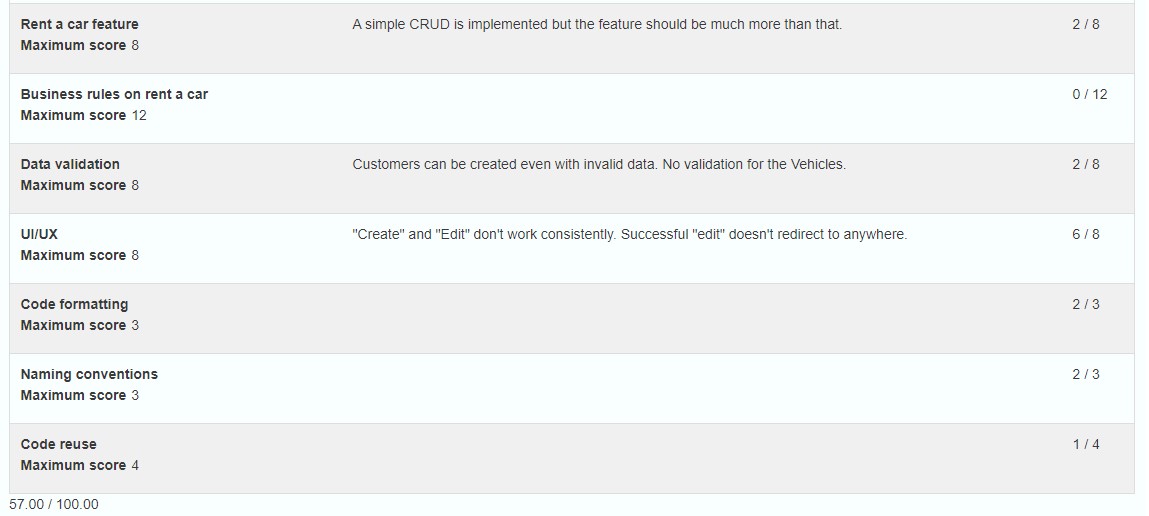 Rent a car feature A simple CRUD is implemented but the feature should be much more than that. 2 / 8
Maximum score 8
Business rules on rent a car 0 / 12
Maximum score 12
Data validation Customers can be created even with invalid data. No validation for the Vehicles. 2 / 8
Maximum score 8
UI/UX "Create" and "Edit" don't work consistently. Successful "edit" doesn't redirect to anywhere. 6 / 8
Maximum score 8
Code formatting 2 / 3
Maximum score 3
Naming conventions 2 / 3
Maximum score 3
Code reuse 1 / 4
Maximum score 4
57.00 / 100.00